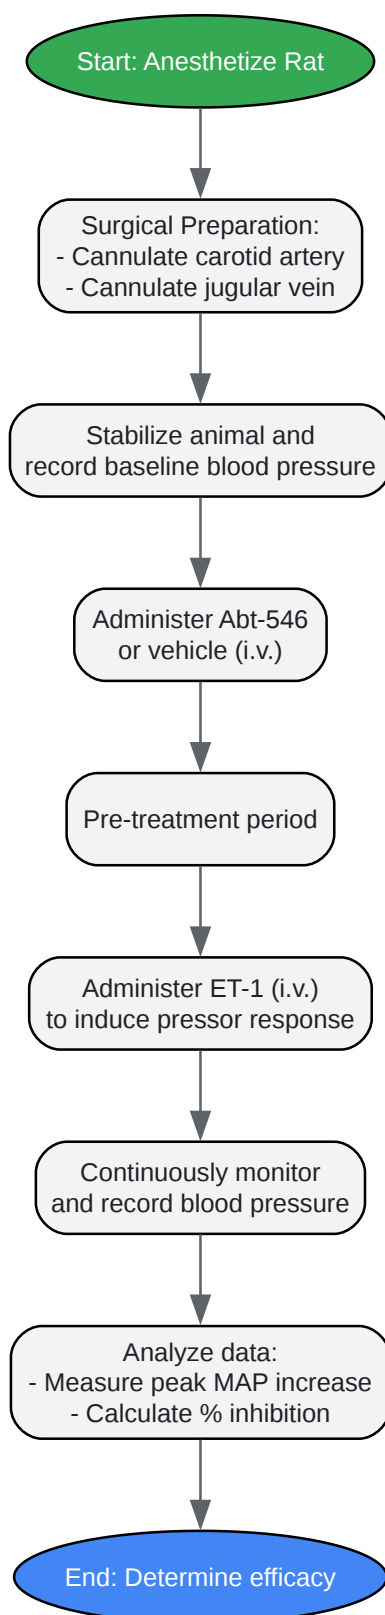 Start: Anesthetize Rat
Surgical Preparation:
- Cannulate carotid artery
- Cannulate jugular vein
Stabilize animal and
record baseline blood pressure
Administer Abt-546
or vehicle (i.v.)
Pre-treatment period
Administer ET-1 (i.v.)
to induce pressor response
Continuously monitor
and record blood pressure
Analyze data:
- Measure peak MAP increase
- Calculate % inhibition
End: Determine efficacy